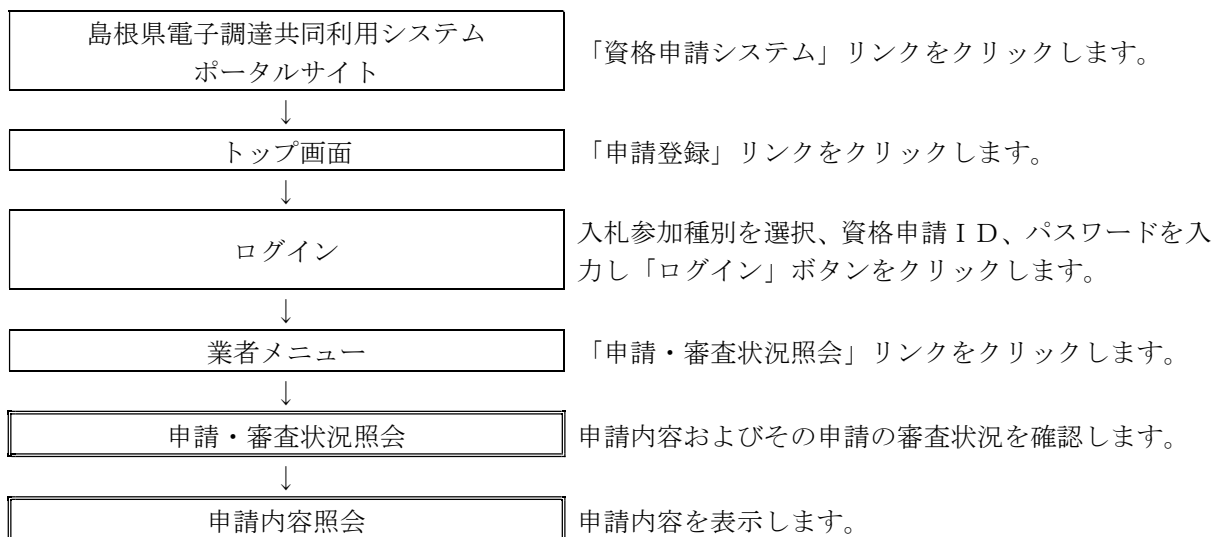 島根県電子調達共同利用システム
ポータルサイト
「資格申請システム」リンクをクリックします。
↓
トップ画面
「申請登録」リンクをクリックします。
↓
ログイン
入札参加種別を選択、資格申請ＩＤ、パスワードを入
力し「ログイン」ボタンをクリックします。
↓
業者メニュー
「申請・審査状況照会」リンクをクリックします。
↓
申請・審査状況照会
申請内容およびその申請の審査状況を確認します。
↓
申請内容照会
申請内容を表示します。